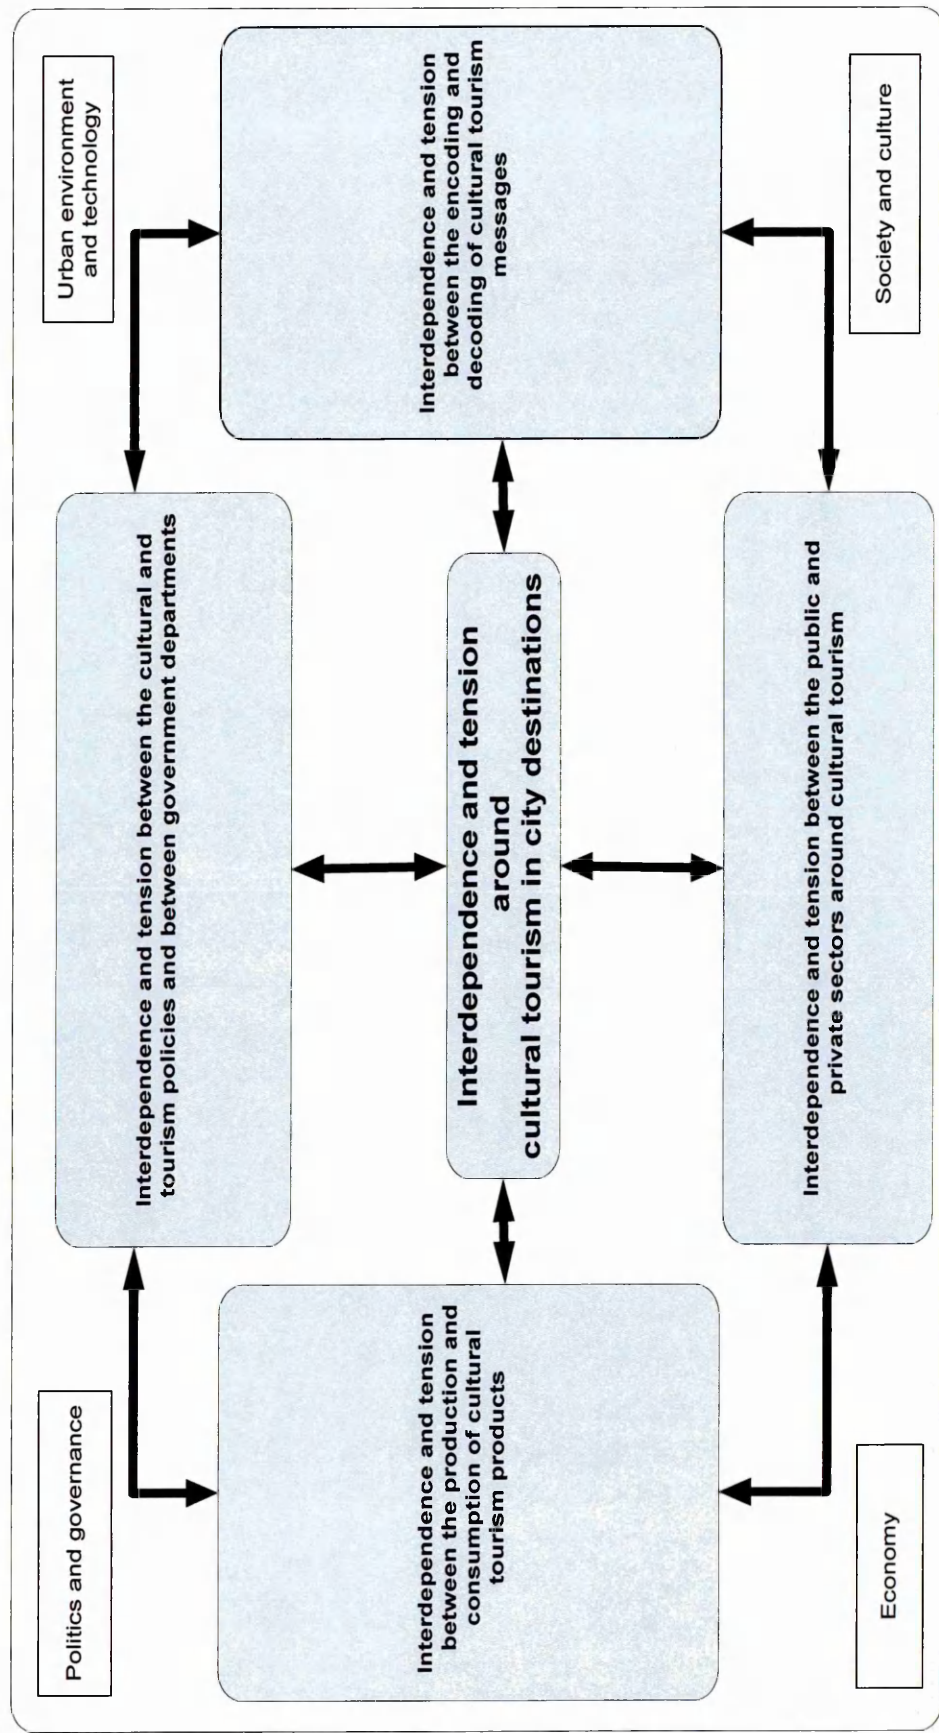 Politics and governance
Urban environment
and technology
Interdependence and tension between the cultural and
tourism policies and between government departments
Interdependence and tension
between the production and
consumption of cultural
tourism products
Interdependence and tension
around
cultural tourism in city destinations
Interdependence and tension
between the encoding and
decoding of cultural tourism
messages
Interdependence and tension between the public and
private sectors around cultural tourism
Economy
Society and culture